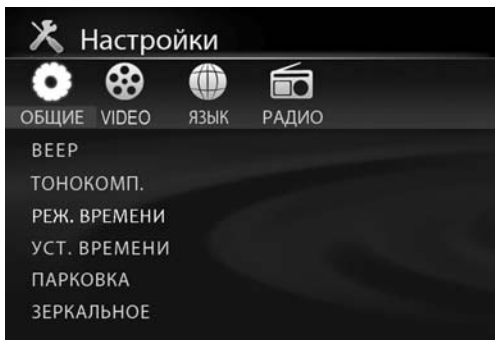 Настройки
ОБЩИЕ VIDEO ЯЗЫК РАДИО
BEEP
ТОНОКОМП.
РЕЖ. ВРЕМЕНИ
УСТ. ВРЕМЕНИ
ПАРКОВКА
ЗЕРКАЛЬНОЕ